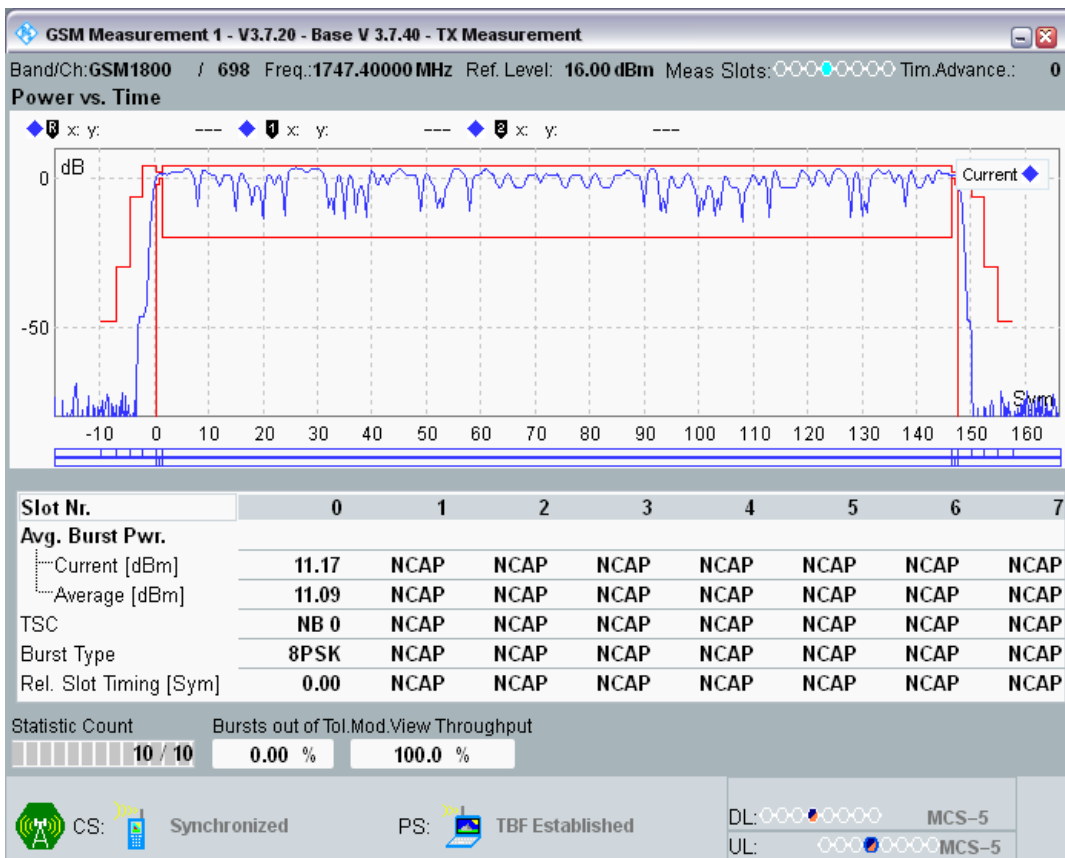 GSM Measurement 1 - V3.7.20 - Base V 3.7.40 - TX Measurement
Band/Ch:GSM1800 / 698 Freq.:1747.40000 MHz Ref. Level: 16.00 dBm Meas Slots: Tim.Advance.: 0
Power vs. Time
R x: y: --- 1 x: y: --- 2 x: y: ---
dB
Current
0
-50
Sym
-10 0 10 20 30 40 50 60 70 80 90 100 110 120 130 140 150 160
Slot Nr. 0 1 2 3 4 5 6 7
Avg. Burst Pwr.
Current [dBm] 11.17 NCAP NCAP NCAP NCAP NCAP NCAP NCAP
Average [dBm] 11.09 NCAP NCAP NCAP NCAP NCAP NCAP NCAP
TSC NB 0 NCAP NCAP NCAP NCAP NCAP NCAP NCAP
Burst Type 8PSK NCAP NCAP NCAP NCAP NCAP NCAP NCAP
Rel. Slot Timing [Sym] 0.00 NCAP NCAP NCAP NCAP NCAP NCAP NCAP
Statistic Count Bursts out of Tol.Mod.View Throughput
10 / 10 0.00 % 100.0 %
CS: Synchronized PS: TBF Established
DL: MCS-5
UL: MCS-5